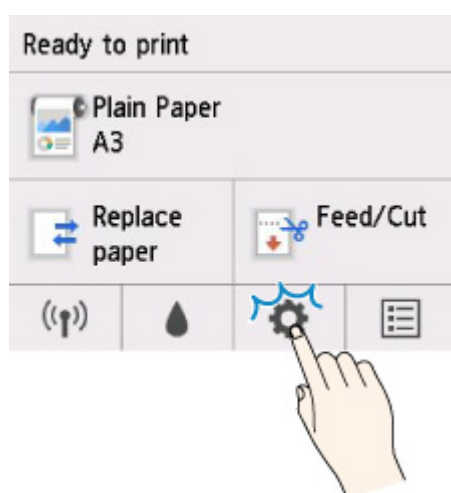 Ready to print
Plain Paper
A3
Replace
paper
Feed/Cut